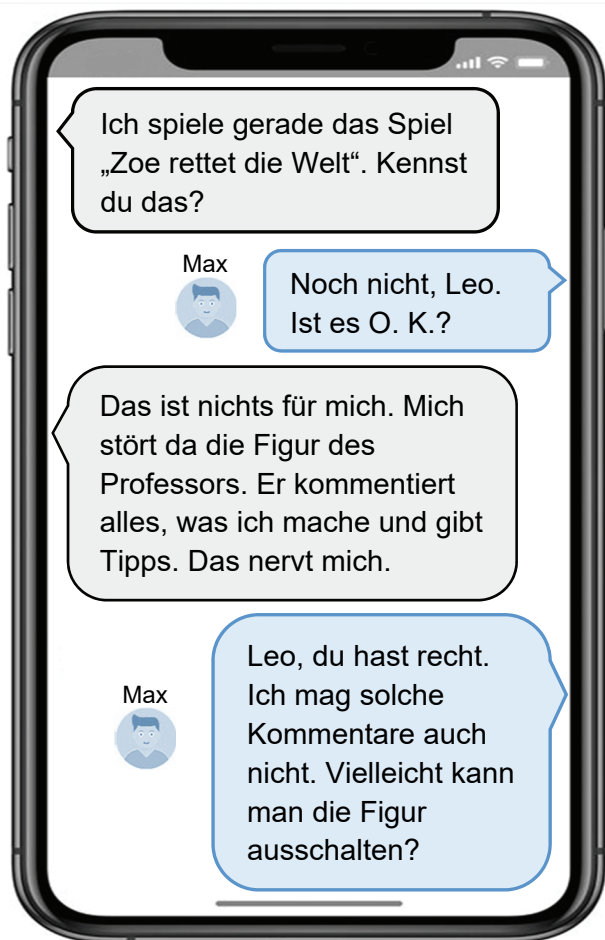 Ich spiele gerade das Spiel
„Zoe rettet die Welt“. Kennst
du das?
Max
Noch nicht, Leo.
Ist es O. K.?
Das ist nichts für mich. Mich
stört da die Figur des
Professors. Er kommentiert
alles, was ich mache und gibt
Tipps. Das nervt mich.
Max
Leo, du hast recht.
Ich mag solche
Kommentare auch
nicht. Vielleicht kann
man die Figur
ausschalten?